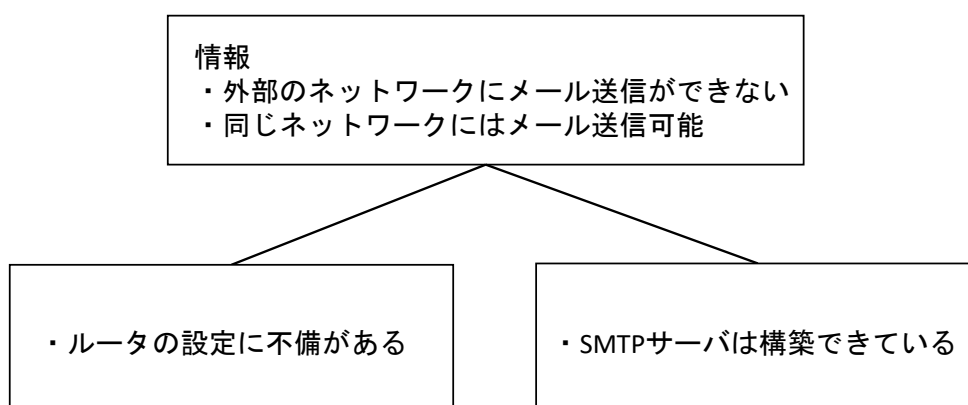 情報
・外部のネットワークにメール送信ができない
・同じネットワークにはメール送信可能
・ルータの設定に不備がある
・SMTPサーバは構築できている